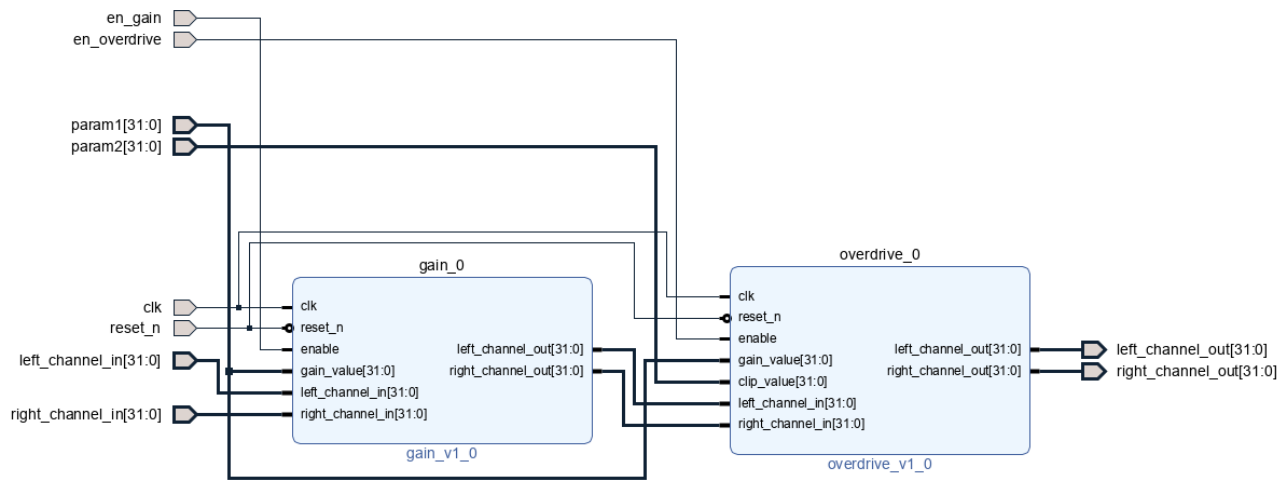 en_gain
en_overdrive
param1[31:0]
param2[31:0]
clk
reset_n
left_channel_in[31:0]
right_channel_in[31:0]
gain_0
clk
reset_n
enable
gain_value[31:0]
left_channel_in[31:0]
right_channel_in[31:0]
left_channel_out[31:0]
right_channel_out[31:0]
gain_v1_0
overdrive_0
clk
reset_n
enable
gain_value[31:0]
clip_value[31:0]
left_channel_in[31:0]
right_channel_in[31:0]
left_channel_out[31:0]
right_channel_out[31:0]
overdrive_v1_0
left_channel_out[31:0]
right_channel_out[31:0]